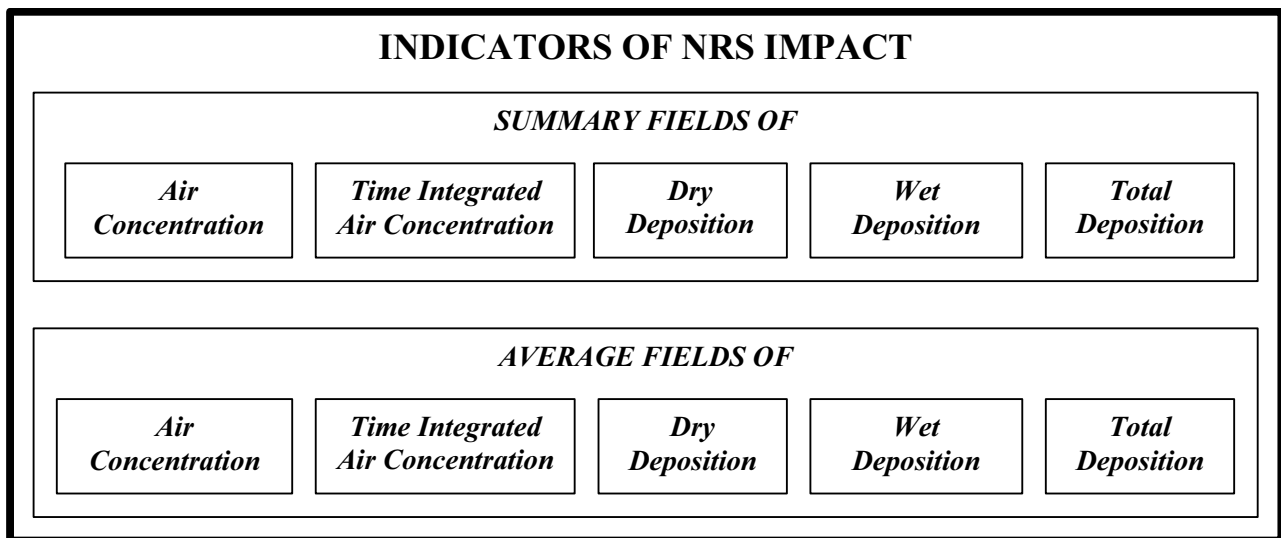 INDICATORS OF NRS IMPACT
SUMMARY FIELDS OF
Air
Concentration
Time Integrated
Air Concentration
Dry
Deposition
Wet
Deposition
Total
Deposition
AVERAGE FIELDS OF
Air
Concentration
Time Integrated
Air Concentration
Dry
Deposition
Wet
Deposition
Total
Deposition